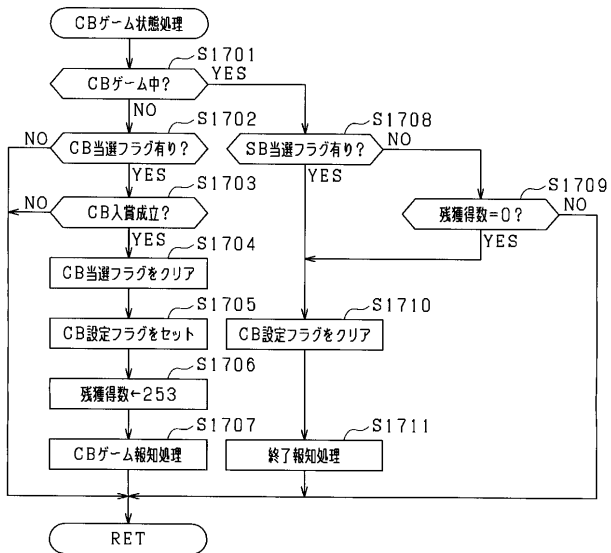 CBゲーム状態処理
S1701
CBゲーム中?
YES
NO
S1702
NO
CB当選フラグ有り?
YES
S1708
SB当選フラグ有り?
NO
YES
S1703
NO
CB入賞成立?
YES
S1709
残獲得数=0?
NO
YES
S1704
CB当選フラグをクリア
S1705
CB設定フラグをセット
S1710
CB設定フラグをクリア
S1706
残獲得数←253
S1707
CBゲーム報知処理
S1711
終了報知処理
RET